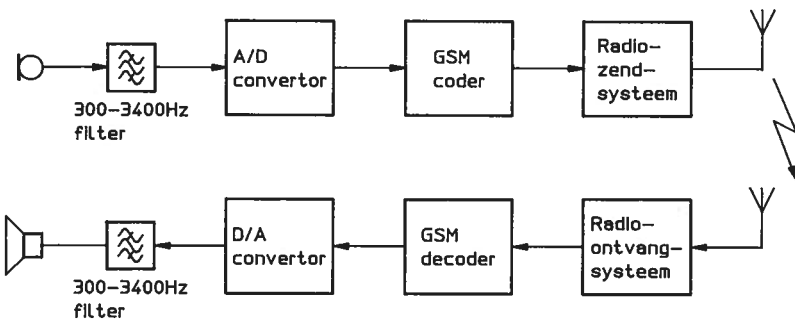 300-3400Hz
filter
A/D
convertor
GSM
coder
Radio-
zend-
systeem
300-3400Hz
filter
D/A
convertor
GSM
decoder
Radio-
ontvang-
systeem